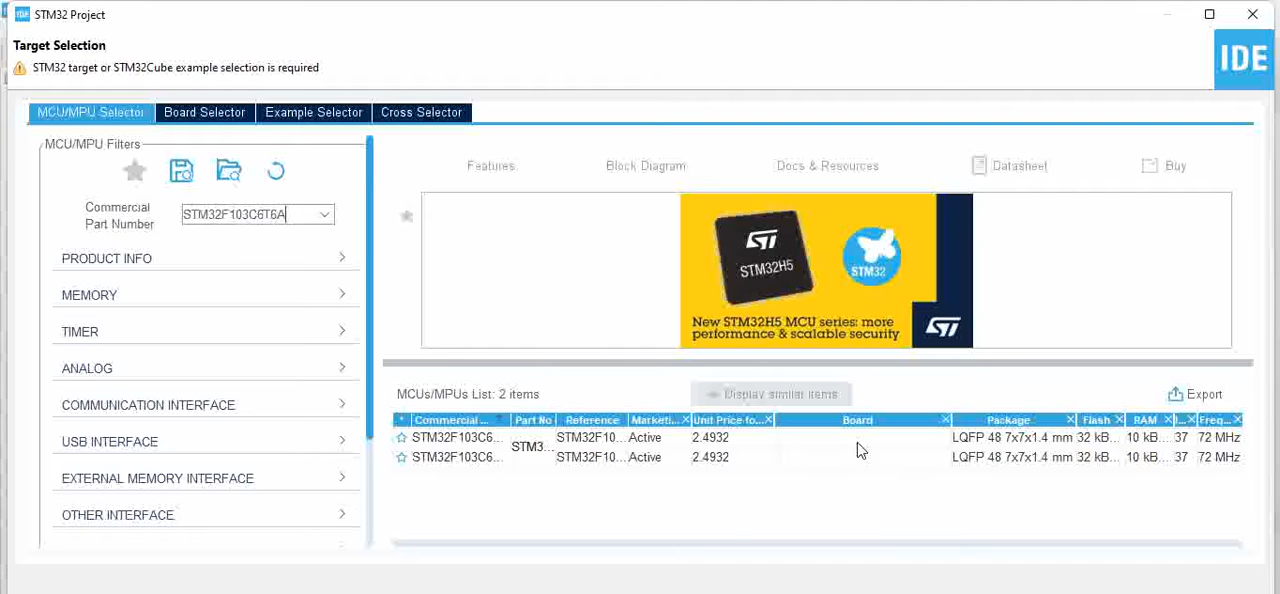 IDE STM32 Project
Target Selection
STM32 target or STM32Cube example selection is required
IDE
MCU/MPU Selector Board Selector Example Selector Cross Selector
MCU/MPU Filters
Commercial
Part Number
STM32F103C6T6A
PRODUCT INFO
MEMORY
TIMER
ANALOG
COMMUNICATION INTERFACE
USB INTERFACE
EXTERNAL MEMORY INTERFACE
OTHER INTERFACE
Features Block Diagram Docs & Resources Datasheet Buy
STM32H5
STM32
New STM32H5 MCU series: more
performance & scalable security
ST
MCUs/MPUs List: 2 items Display similar items Export
* Commercial ... Part No Reference Marketi... Unit Price fo... Board Package Flash RAM I... Freq...
STM32F103C6... STM3... STM32F10... Active 2.4932 LQFP 48 7x7x1.4 mm 32 kB... 10 kB... 37 72 MHz
STM32F103C6... STM32F10... Active 2.4932 LQFP 48 7x7x1.4 mm 32 kB... 10 kB... 37 72 MHz